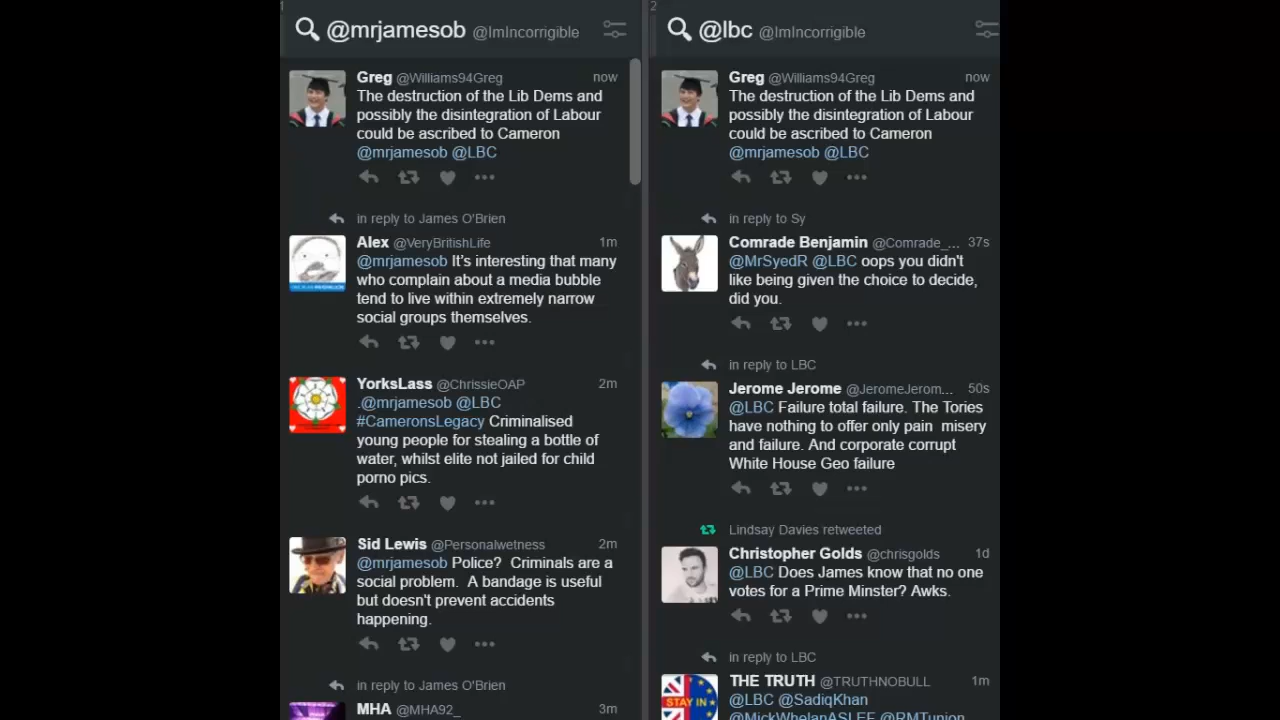 1
@mrjamesob @ImIncorrigible
Greg @Williams94Greg now
The destruction of the Lib Dems and
possibly the disintegration of Labour
could be ascribed to Cameron
@mrjamesob @LBC
in reply to James O'Brien
Alex @VeryBritishLife 1m
@mrjamesob It's interesting that many
who complain about a media bubble
tend to live within extremely narrow
social groups themselves.
YorksLass @ChrissieOAP 2m
.@mrjamesob @LBC
#CameronsLegacy Criminalised
young people for stealing a bottle of
water, whilst elite not jailed for child
porno pics.
Sid Lewis @Personalwetness 2m
@mrjamesob Police?  Criminals are a
social problem.  A bandage is useful
but doesn't prevent accidents
happening.
in reply to James O'Brien
MHA @MHA92_ 3m
2
@lbc @ImIncorrigible
Greg @Williams94Greg now
The destruction of the Lib Dems and
possibly the disintegration of Labour
could be ascribed to Cameron
@mrjamesob @LBC
in reply to Sy
Comrade Benjamin @Comrade_... 37s
@MrSyedR @LBC oops you didn't
like being given the choice to decide,
did you.
in reply to LBC
Jerome Jerome @JeromeJerom... 50s
@LBC Failure total failure. The Tories
have nothing to offer only pain  misery
and failure. And corporate corrupt
White House Geo failure
Lindsay Davies retweeted
Christopher Golds @chrisgolds 1d
@LBC Does James know that no one
votes for a Prime Minster? Awks.
in reply to LBC
THE TRUTH @TRUTHNOBULL 1m
STAY IN
@LBC @SadiqKhan
@MickWhelanASLEF @RMTunion